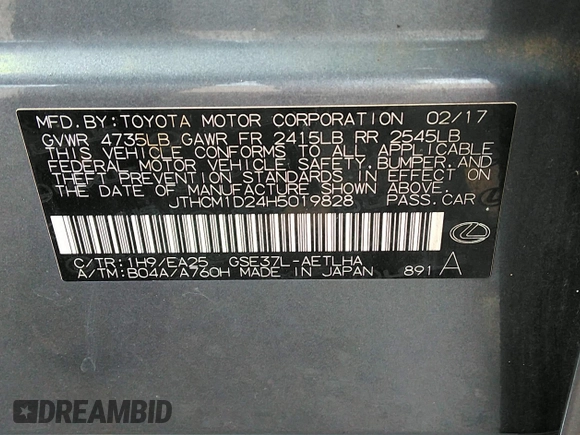 MFD.BY:TOYOTA MOTOR CORPORATION 02/17
GVWR 4735LB GAWR FR 2415LB RR 2545LB
THIS VEHICLE CONFORMS TO ALL APPLICABLE
FEDERAL MOTOR VEHICLE SAFETY,BUMPER,AND
THEFT PREVENTION STANDARDS IN EFFECT ON
THE DATE OF MANUFACTURE SHOWN ABOVE.
JTHCM1D24H5019828 PASS.CAR
C/TR:1H9/EA25 GSE37L-AETLHA
A/TM:B04A/A760H MADE IN JAPAN 891 A
DREAMBID